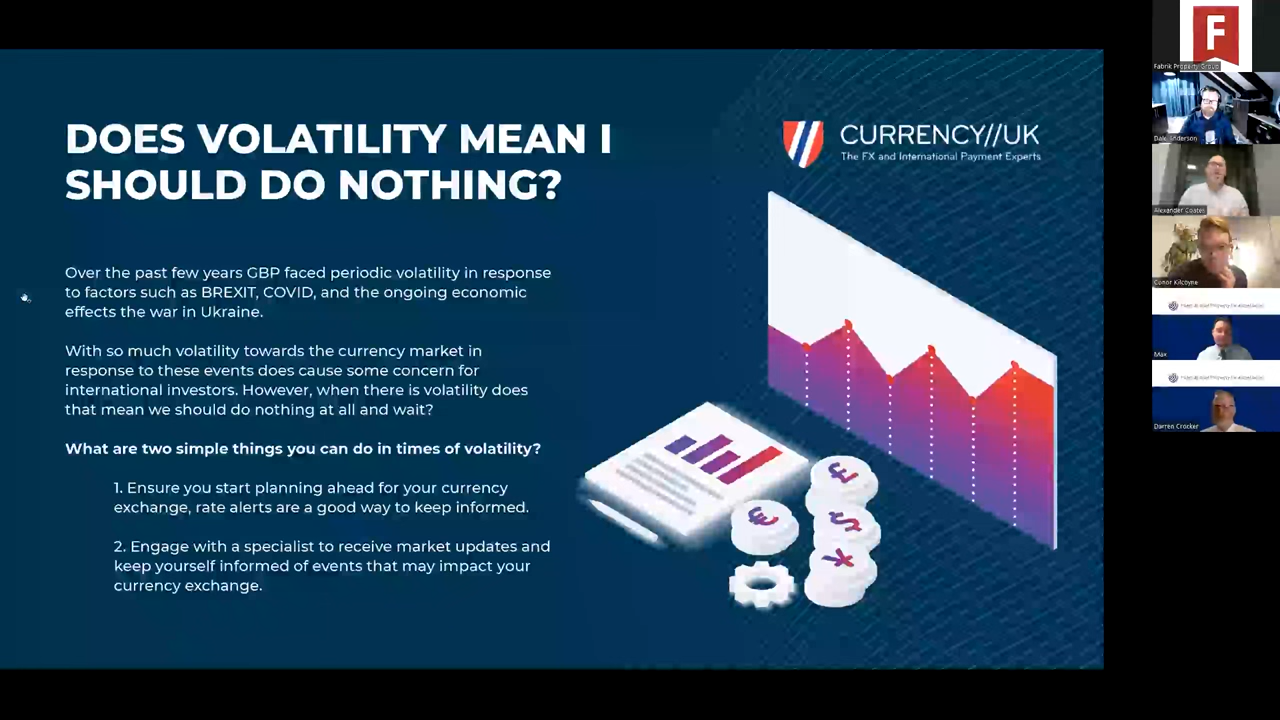 DOES VOLATILITY MEAN I
SHOULD DO NOTHING?
CURRENCY//UK
The FX and International Payment Experts
Over the past few years GBP faced periodic volatility in response
to factors such as BREXIT, COVID, and the ongoing economic
effects the war in Ukraine.
With so much volatility towards the currency market in
response to these events does cause some concern for
international investors. However, when there is volatility does
that mean we should do nothing at all and wait?
What are two simple things you can do in times of volatility?
1. Ensure you start planning ahead for your currency
exchange, rate alerts are a good way to keep informed.
2. Engage with a specialist to receive market updates and
keep yourself informed of events that may impact your
currency exchange.
€
£
$
¥
F
Fabrik Property Group
Dale Anderson
Alexander Coates
Conor Kilcoyne
Max
Darren Crocker